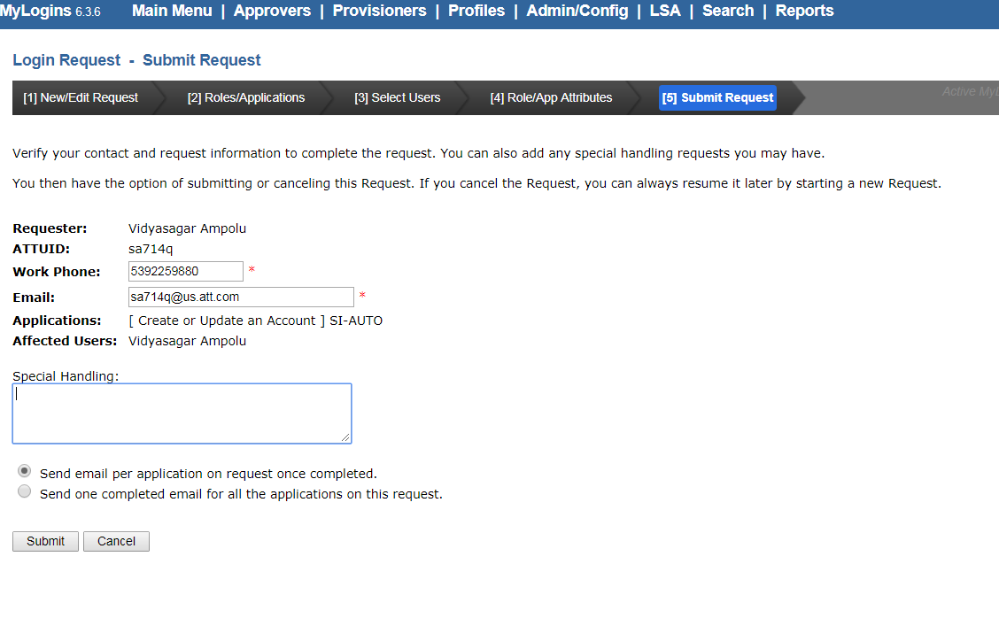 MyLogins 6.3.6 Main Menu | Approvers | Provisioners | Profiles | Admin/Config | LSA | Search | Reports
Login Request - Submit Request
[1] New/Edit Request [2] Roles/Applications [3] Select Users [4] Role/App Attributes [5] Submit Request Active MyL
Verify your contact and request information to complete the request. You can also add any special handling requests you may have.
You then have the option of submitting or canceling this Request. If you cancel the Request, you can always resume it later by starting a new Request.
Requester: Vidyasagar Ampolu
ATTUID: sa714q
Work Phone: 5392259880 *
Email: sa714q@us.att.com *
Applications: [ Create or Update an Account ] SI-AUTO
Affected Users: Vidyasagar Ampolu
Special Handling:
Send email per application on request once completed.
Send one completed email for all the applications on this request.
Submit Cancel